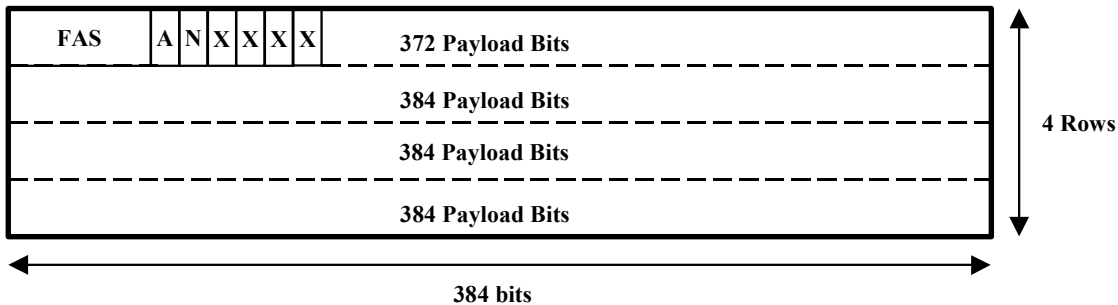 FAS A N X X X X 372 Payload Bits
384 Payload Bits
384 Payload Bits
384 Payload Bits
4 Rows
384 bits